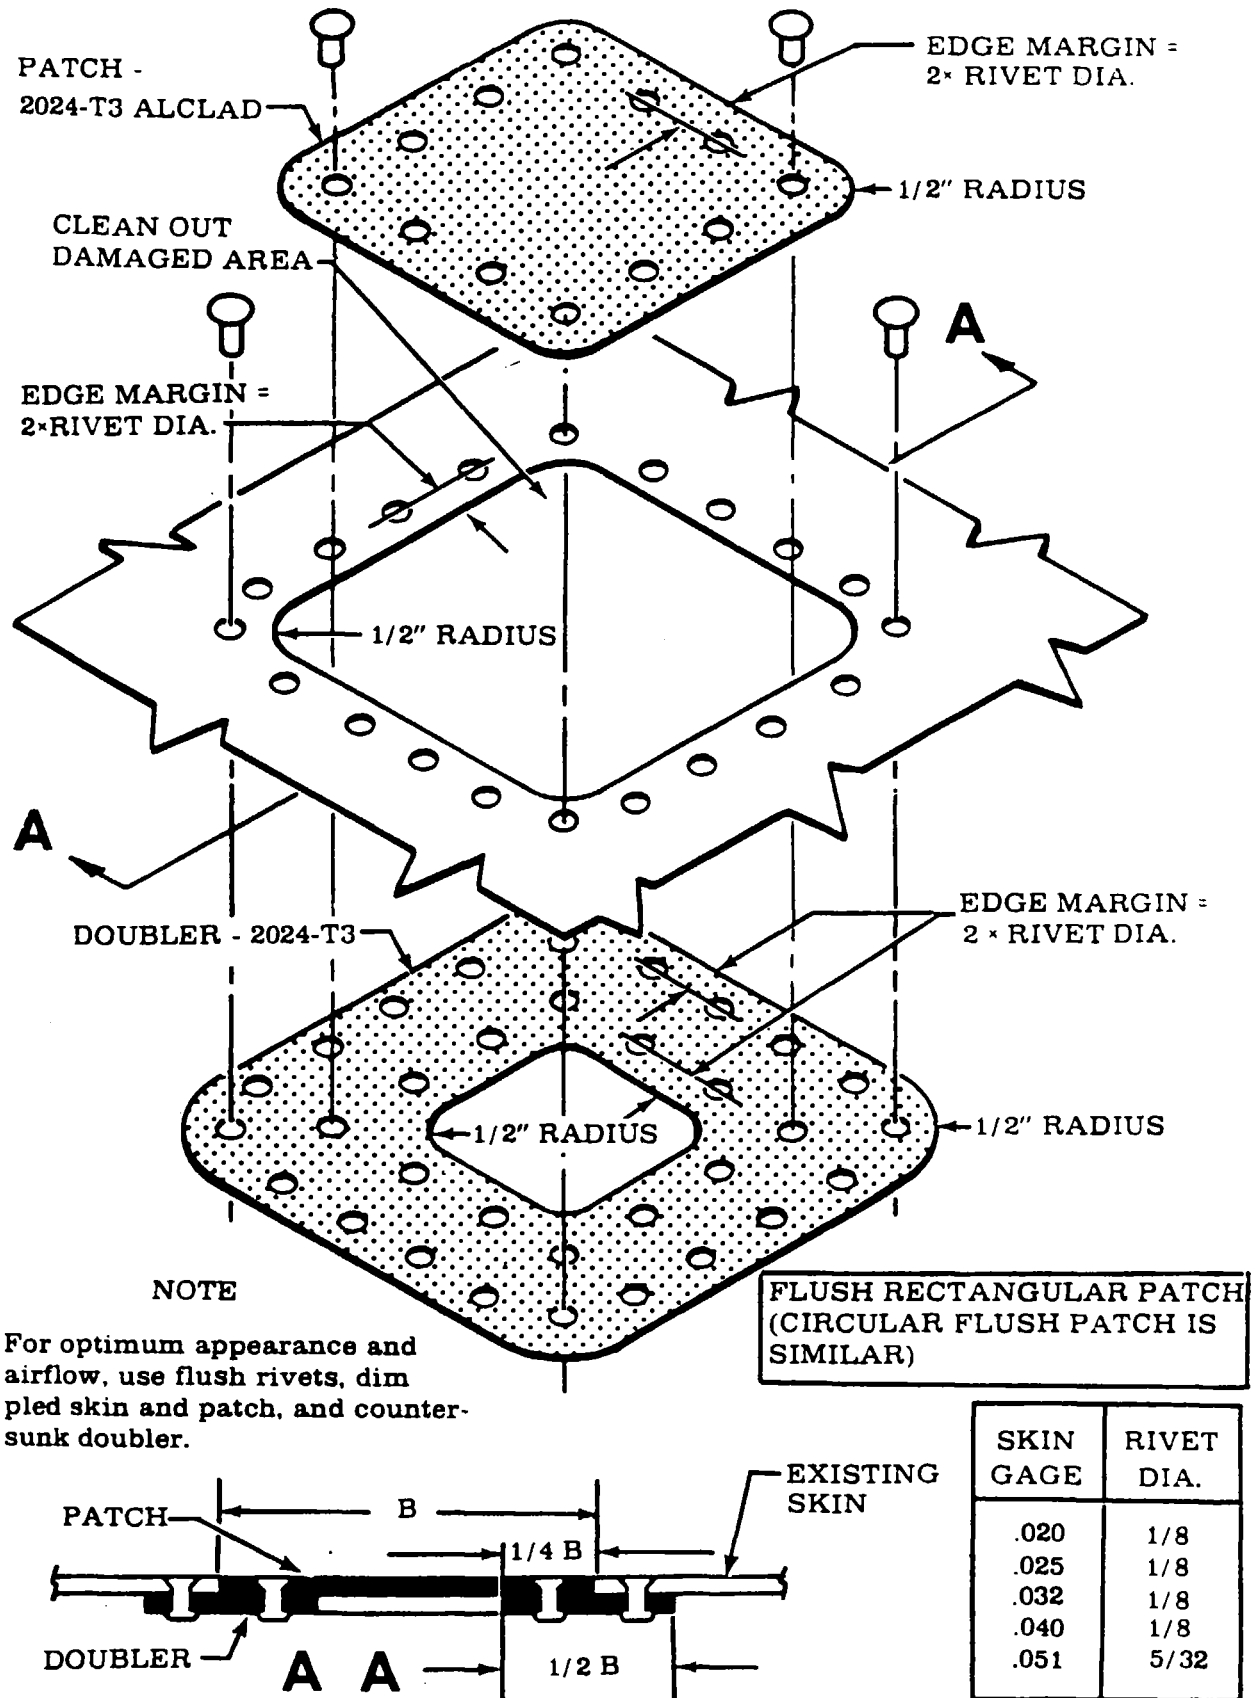 PATCH -
2024-T3 ALCLAD
EDGE MARGIN =
2× RIVET DIA.
1/2" RADIUS
CLEAN OUT
DAMAGED AREA
A
EDGE MARGIN =
2×RIVET DIA.
1/2" RADIUS
A
DOUBLER - 2024-T3
EDGE MARGIN =
2 × RIVET DIA.
1/2" RADIUS
1/2" RADIUS
NOTE
For optimum appearance and
airflow, use flush rivets, dim
pled skin and patch, and counter-
sunk doubler.
FLUSH RECTANGULAR PATCH
(CIRCULAR FLUSH PATCH IS
SIMILAR)
SKIN GAGE RIVET DIA.
.020 1/8
.025 1/8
.032 1/8
.040 1/8
.051 5/32
PATCH
B
EXISTING
SKIN
1/4 B
DOUBLER
A A
1/2 B